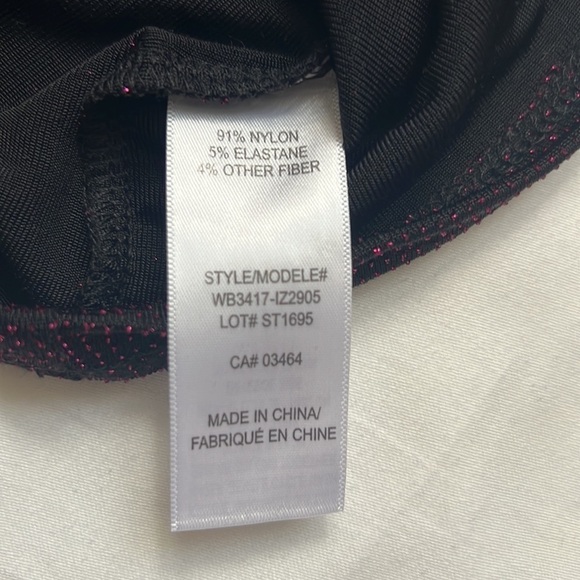 91% NYLON
5% ELASTANE
4% OTHER FIBER
STYLE/MODELE#
WB3417-IZ2905
LOT# ST1695
CA# 03464
MADE IN CHINA/
FABRIQUÉ EN CHINE